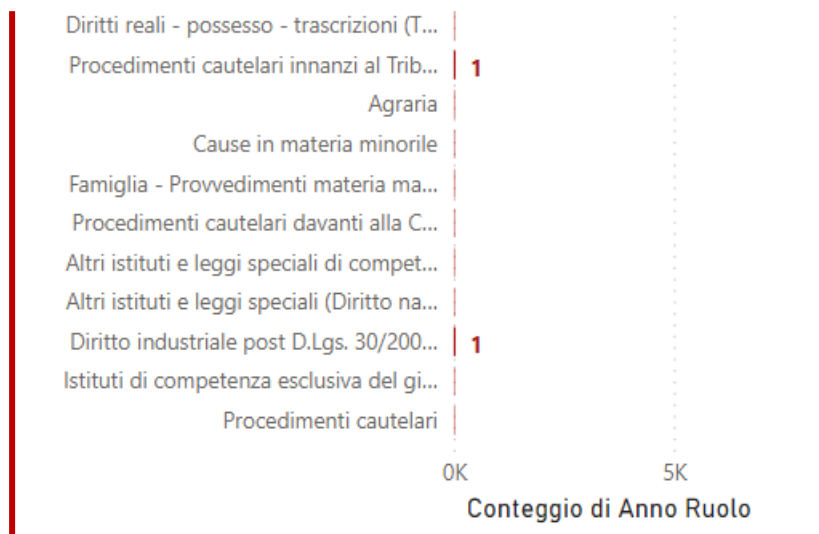 Diritti reali - possesso - trascrizioni (T...
Procedimenti cautelari innanzi al Trib... 1
Agraria
Cause in materia minorile
Famiglia - Provvedimenti materia ma...
Procedimenti cautelari davanti alla C...
Altri istituti e leggi speciali di compet...
Altri istituti e leggi speciali (Diritto na...
Diritto industriale post D.Lgs. 30/200... 1
Istituti di competenza esclusiva del gi...
Procedimenti cautelari
0K 5K
Conteggio di Anno Ruolo